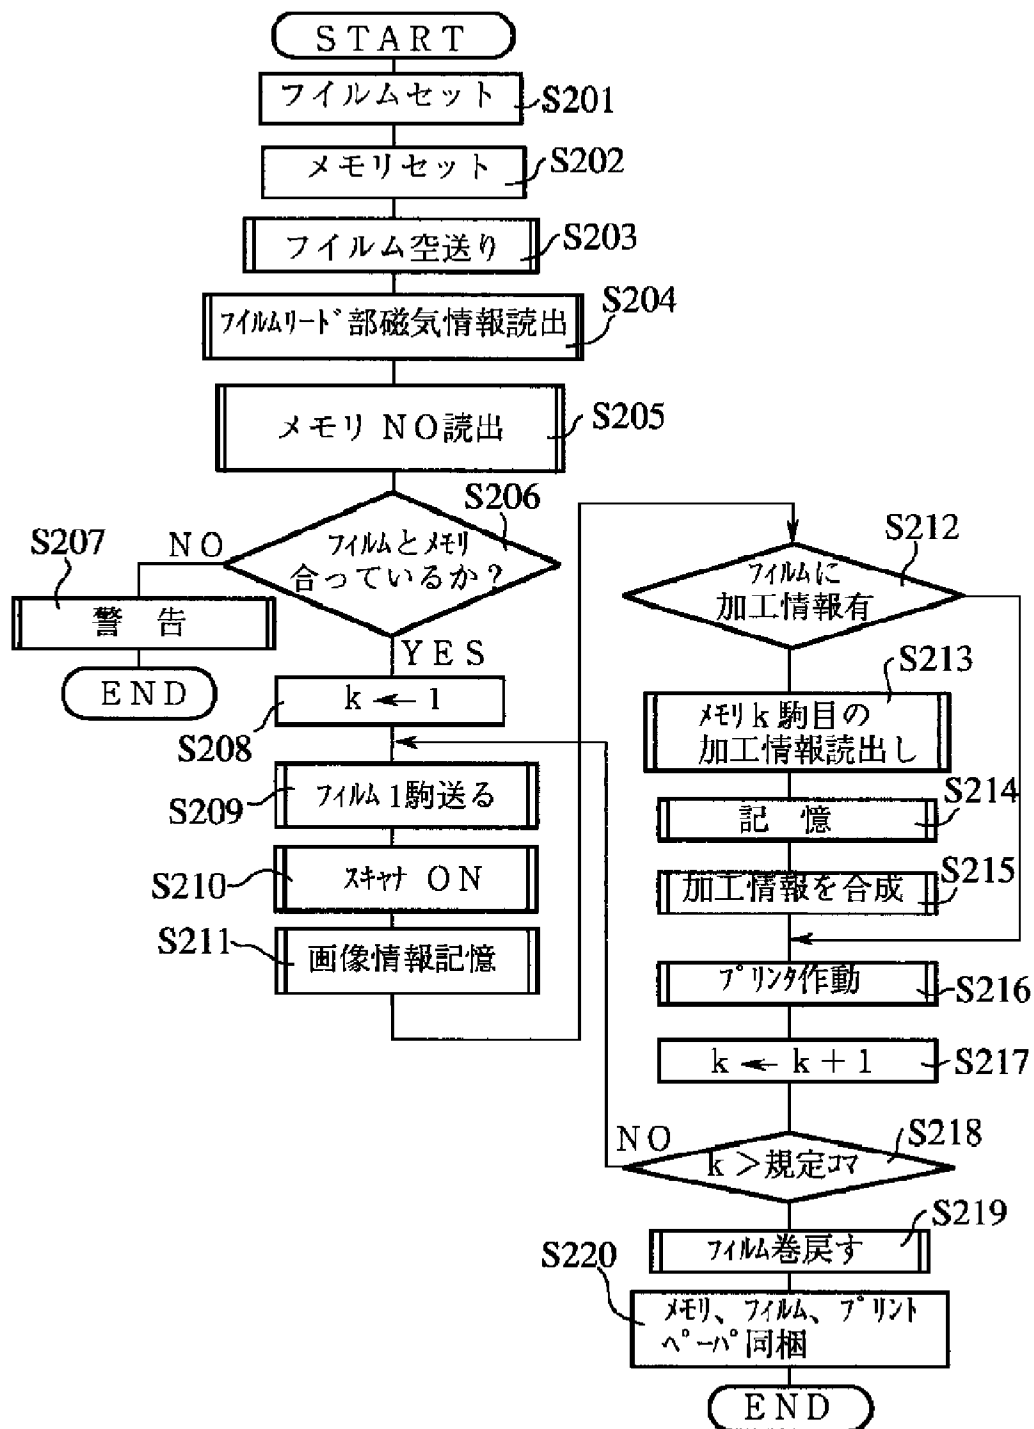 START
フイルムセット
S201
メモリセット
S202
フイルム空送り
S203
フイルムリード部磁気情報読出
S204
メモリ NO読出
S205
フィルムとメモリ
合っているか?
S206
NO
S207
警 告
END
YES
k ← 1
S208
フィルム1駒送る
S209
スキャナ ON
S210
画像情報記憶
S211
フィルムに
加工情報有
S212
メモリk駒目の
加工情報読出し
S213
記 憶
S214
加工情報を合成
S215
プリンタ作動
S216
k ← k + 1
S217
k >規定コマ
S218
NO
フィルム巻戻す
S219
メモリ、フィルム、プリント
ペーパ同梱
S220
END